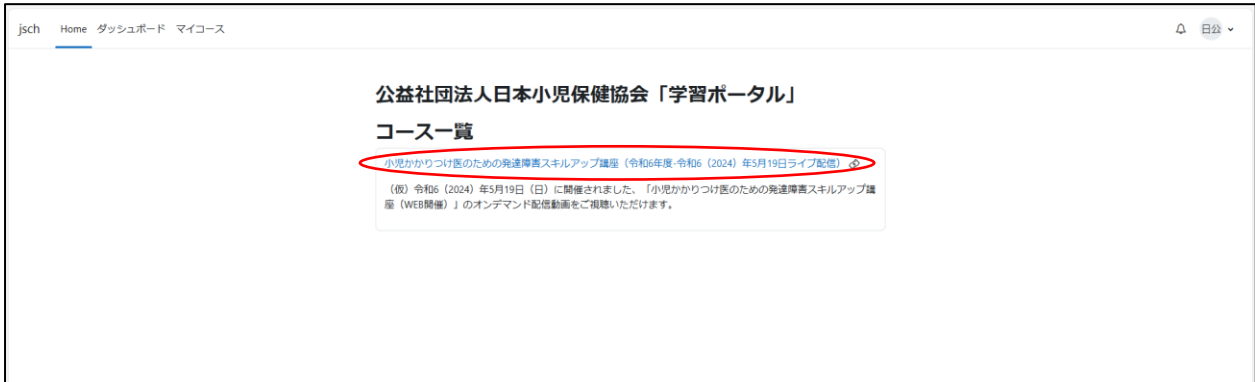 jsch Home ダッシュボード マイコース
日公
公益社団法人日本小児保健協会「学習ポータル」
コース一覧
小児かかりつけ医のための発達障害スキルアップ講座（令和6年度-令和6（2024）年5月19日ライブ配信）
（仮）令和6（2024）年5月19日（日）に開催されました、「小児かかりつけ医のための発達障害スキルアップ講
座（WEB開催）」のオンデマンド配信動画をご視聴いただけます。